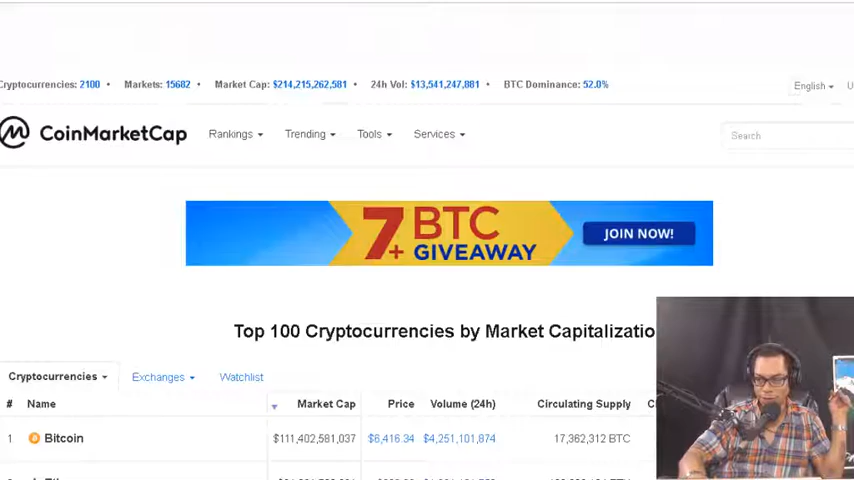 Cryptocurrencies: 2100 • Markets: 15682 • Market Cap: $214,215,262,581 • 24h Vol: $13,541,247,881 • BTC Dominance: 52.0%
English
CoinMarketCap Rankings Trending Tools Services Search
7+ BTC GIVEAWAY JOIN NOW!
Top 100 Cryptocurrencies by Market
Cryptocurrencies Exchanges Watchlist
# Name Market Cap Price Volume (24h) Circulating Supply
1 Bitcoin $111,402,581,037 $6,416.34 $4,251,101,874 17,362,312 BTC